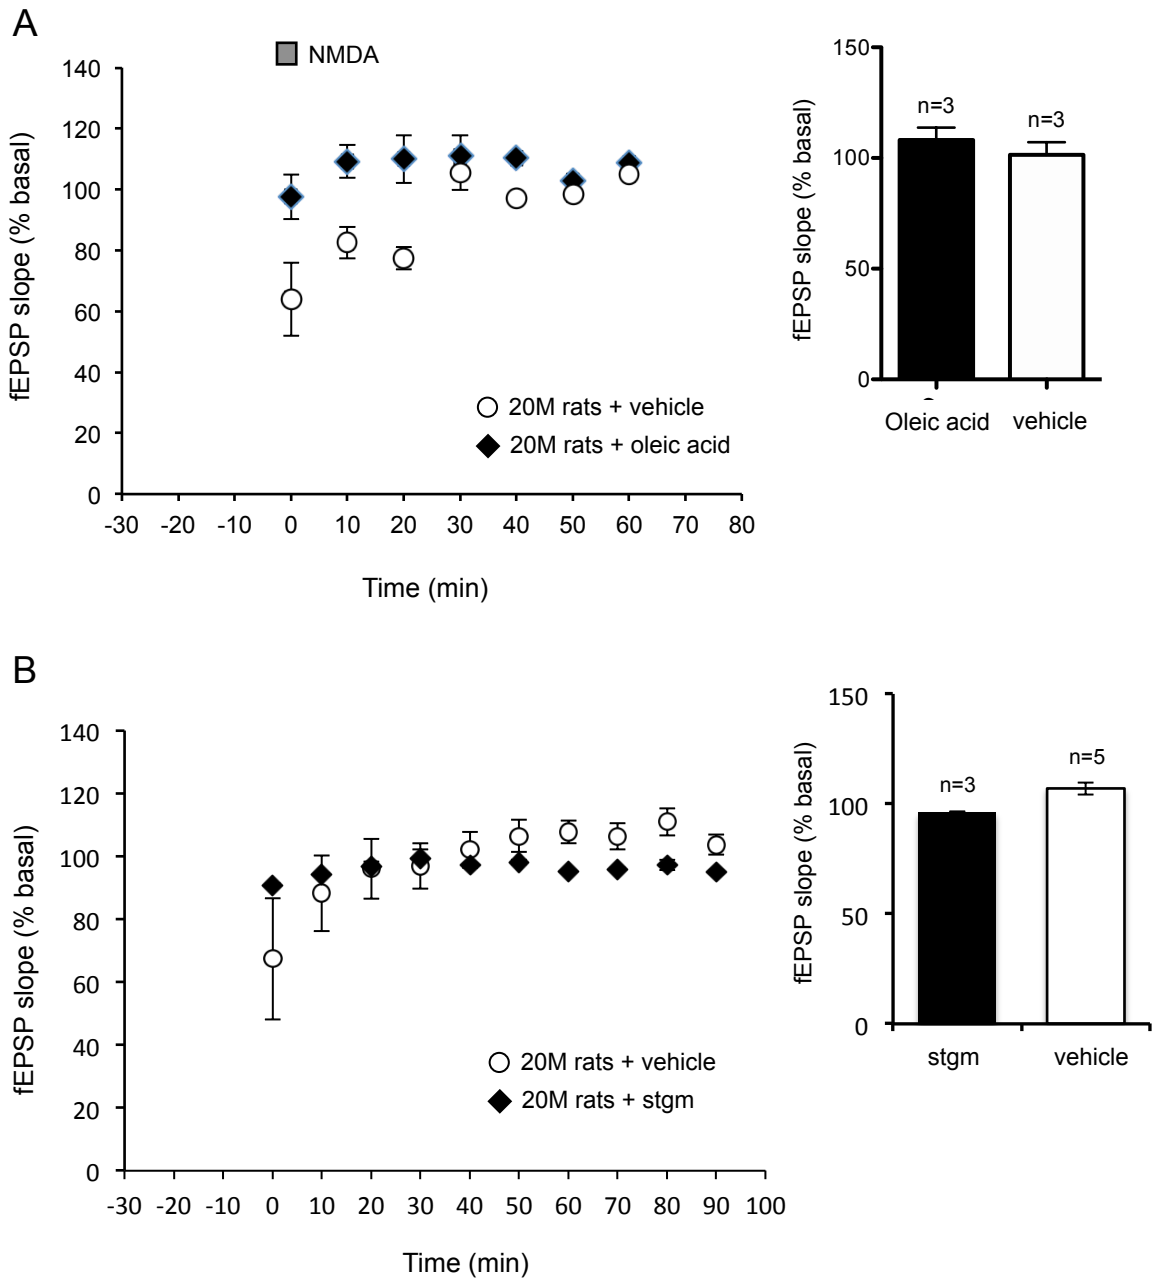 A
NMDA
fEPSP slope (% basal)
140
120
100
80
60
40
20
0
-30 -20 -10 0 10 20 30 40 50 60 70 80
Time (min)
20M rats + vehicle
20M rats + oleic acid
fEPSP slope (% basal)
150
100
50
0
n=3
n=3
Oleic acid vehicle
B
fEPSP slope (% basal)
140
120
100
80
60
40
20
0
-30 -20 -10 0 10 20 30 40 50 60 70 80 90 100
Time (min)
20M rats + vehicle
20M rats + stgm
fEPSP slope (% basal)
150
100
50
0
n=3
n=5
stgm vehicle